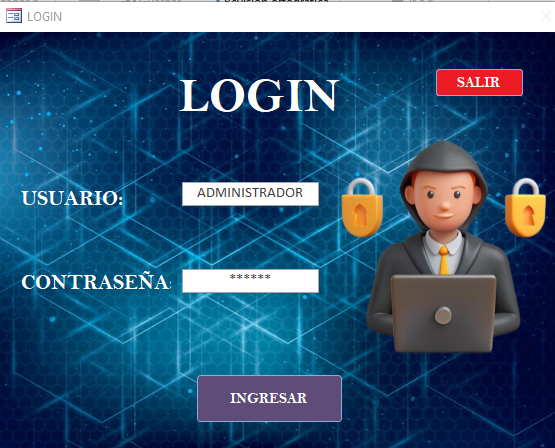 LOGIN
LOGIN
SALIR
USUARIO:
ADMINISTRADOR
CONTRASEÑA:
******
INGRESAR